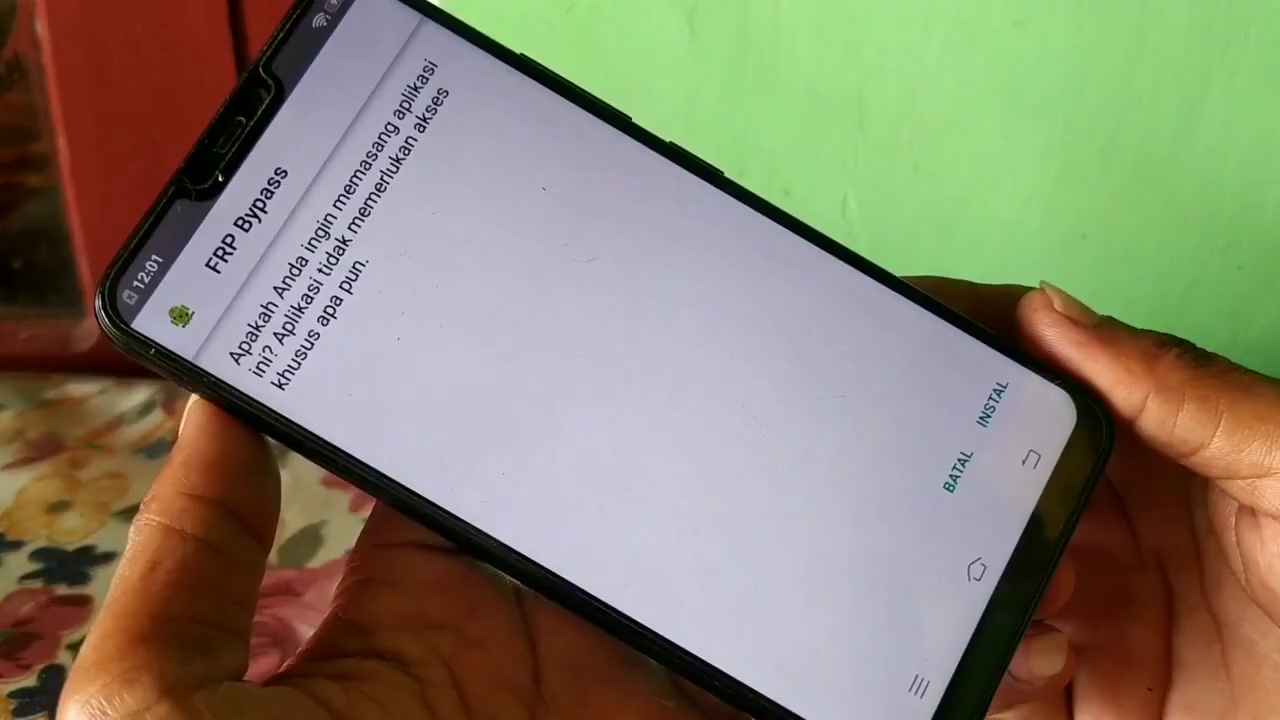 12:01
FRP Bypass
Apakah Anda ingin memasang aplikasi
ini? Aplikasi tidak memerlukan akses
khusus apa pun.
BATAL INSTAL